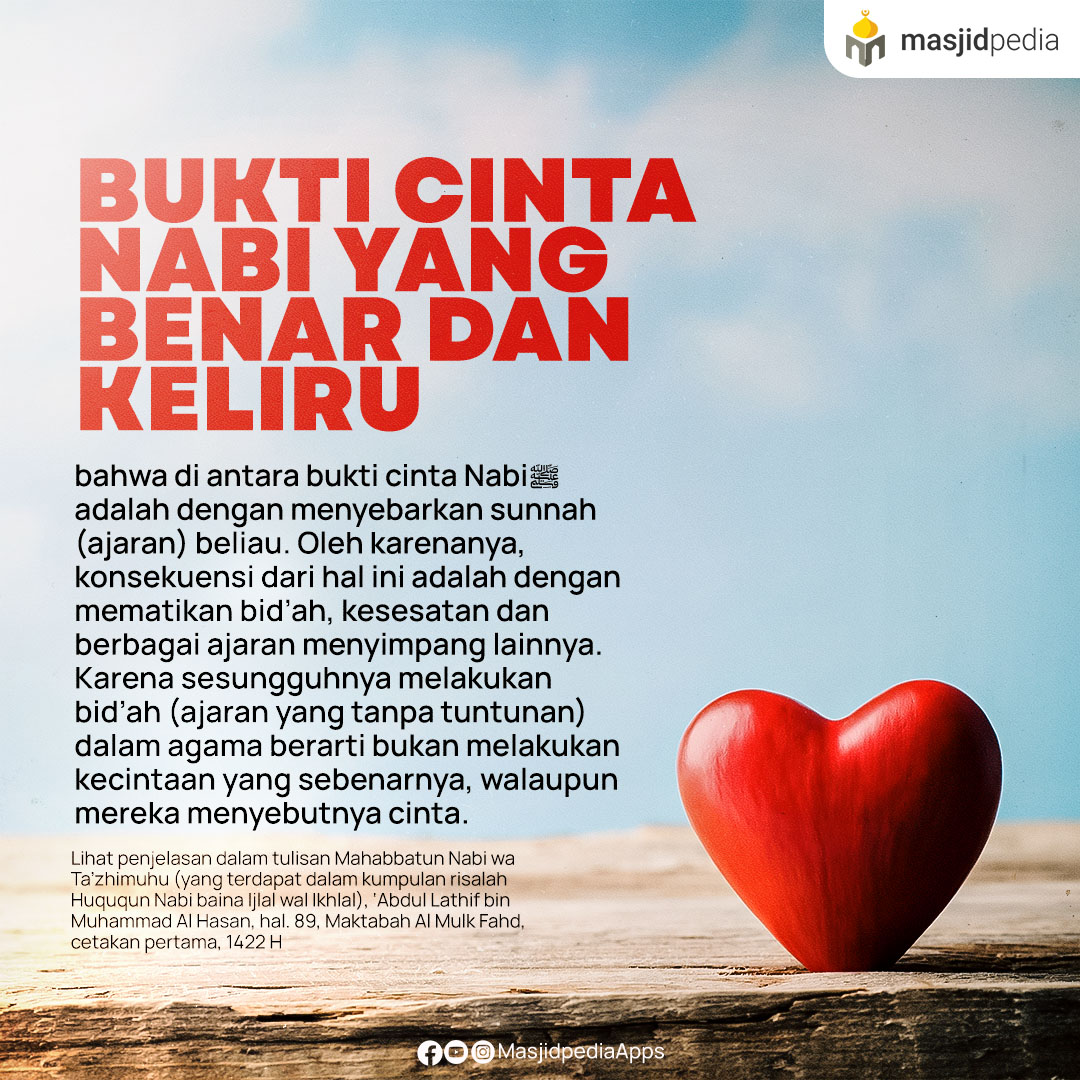 masjidpedia
BUKTI CINTA
NABI YANG
BENAR DAN
KELIRU
bahwa di antara bukti cinta Nabiﷺ
adalah dengan menyebarkan sunnah
(ajaran) beliau. Oleh karenanya,
konsekuensi dari hal ini adalah dengan
mematikan bid’ah, kesesatan dan
berbagai ajaran menyimpang lainnya.
Karena sesungguhnya melakukan
bid’ah (ajaran yang tanpa tuntunan)
dalam agama berarti bukan melakukan
kecintaan yang sebenarnya, walaupun
mereka menyebutnya cinta.
Lihat penjelasan dalam tulisan Mahabbatun Nabi wa
Ta’zhimuhu (yang terdapat dalam kumpulan risalah
Huququn Nabi baina Ijlal wal Ikhlal), ‘Abdul Lathif bin
Muhammad Al Hasan, hal. 89, Maktabah Al Mulk Fahd,
cetakan pertama, 1422 H
MasjidpediaApps